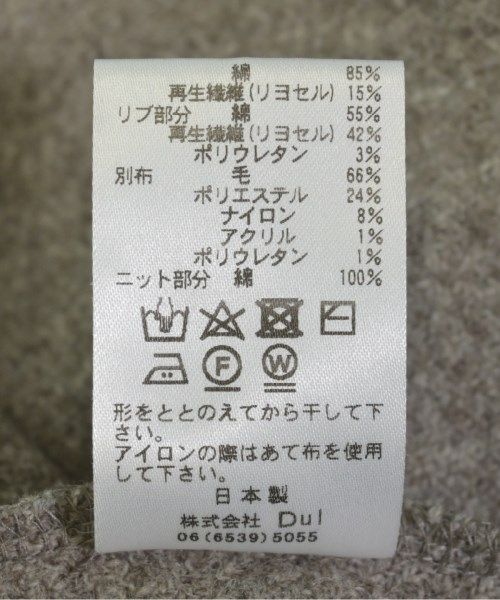 綿 85%
再生繊維(リヨセル) 15%
リブ部分 綿 55%
再生繊維(リヨセル) 42%
ポリウレタン 3%
別布 毛 66%
ポリエステル 24%
ナイロン 8%
アクリル 1%
ポリウレタン 1%
ニット部分 綿 100%
F W
形をととのえてから干して下
さい。
アイロンの際はあて布を使用
して下さい。
日本製
株式会社 Dul
06(6539)5055